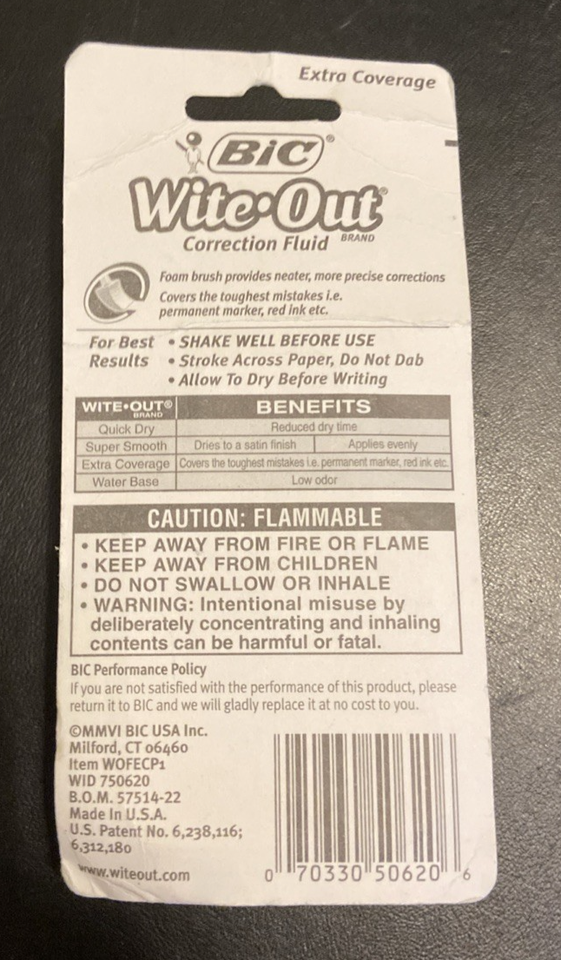 Extra Coverage
BIC®
Wite•Out®
Correction Fluid BRAND
Foam brush provides neater, more precise corrections
Covers the toughest mistakes i.e.
permanent marker, red ink etc.
For Best • SHAKE WELL BEFORE USE
Results • Stroke Across Paper, Do Not Dab
• Allow To Dry Before Writing
WITE•OUT® BENEFITS
BRAND
Quick Dry Reduced dry time
Super Smooth Dries to a satin finish Applies evenly
Extra Coverage Covers the toughest mistakes i.e. permanent marker, red ink etc.
Water Base Low odor
CAUTION: FLAMMABLE
• KEEP AWAY FROM FIRE OR FLAME
• KEEP AWAY FROM CHILDREN
• DO NOT SWALLOW OR INHALE
• WARNING: Intentional misuse by
deliberately concentrating and inhaling
contents can be harmful or fatal.
BIC Performance Policy
If you are not satisfied with the performance of this product, please
return it to BIC and we will gladly replace it at no cost to you.
©MMVI BIC USA Inc.
Milford, CT 06460
Item WOFECP1
WID 750620
B.O.M. 57514-22
Made In U.S.A.
U.S. Patent No. 6,238,116;
6,312,180
www.witeout.com
0 70330 50620 6